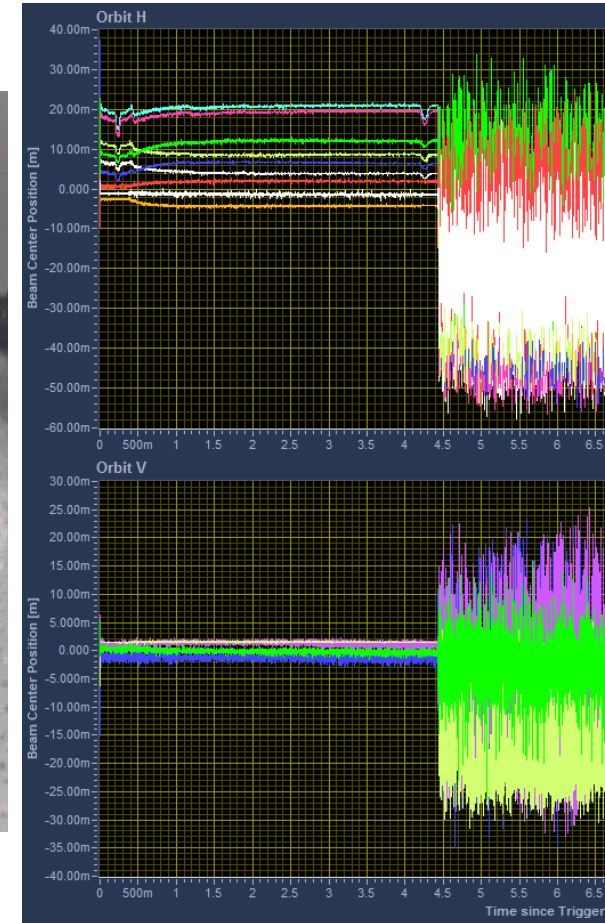 Orbit H
Beam Center Position [m]
40.00m
30.00m
20.00m
10.00m
0.000
-10.00m
-20.00m
-30.00m
-40.00m
-50.00m
-60.00m
0 500m 1 1.5 2 2.5 3 3.5 4 4.5 5 5.5 6 6.5
Orbit V
Beam Center Position [m]
30.00m
25.00m
20.00m
15.00m
10.00m
5.000m
0.000
-5.000m
-10.00m
-15.00m
-20.00m
-25.00m
-30.00m
-35.00m
-40.00m
0 500m 1 1.5 2 2.5 3 3.5 4 4.5 5 5.5 6 6.5
Time since Trigger